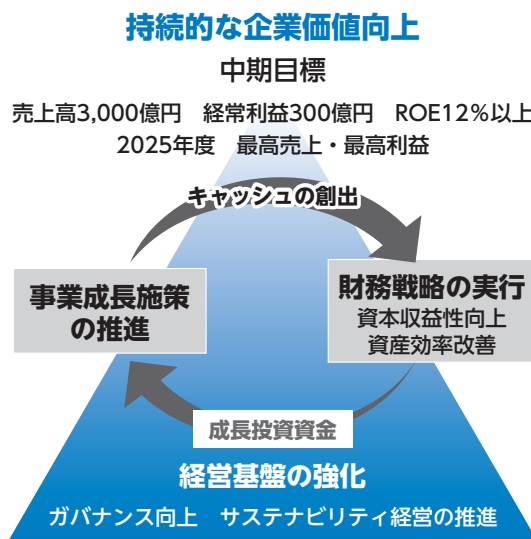 持続的な企業価値向上
中期目標
売上高3,000億円　経常利益300億円　ROE12%以上
2025年度　最高売上・最高利益
キャッシュの創出
事業成長施策
の推進
財務戦略の実行
資本収益性向上
資産効率改善
成長投資資金
経営基盤の強化
ガバナンス向上　サステナビリティ経営の推進